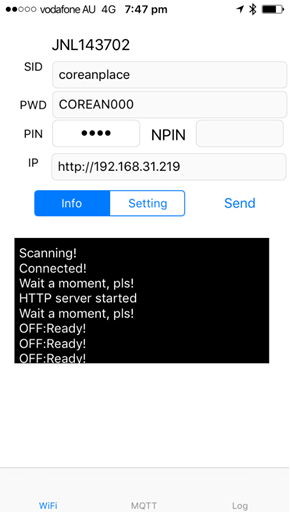 vodafone AU 4G 7:47 pm
JNL143702
SID coreanplace
PWD COREAN000
PIN •••• NPIN
IP http://192.168.31.219
Info Setting Send
Scanning!
Connected!
Wait a moment, pls!
HTTP server started
Wait a moment, pls!
OFF:Ready!
OFF:Ready!
OFF:Ready!
WiFi MQTT Log